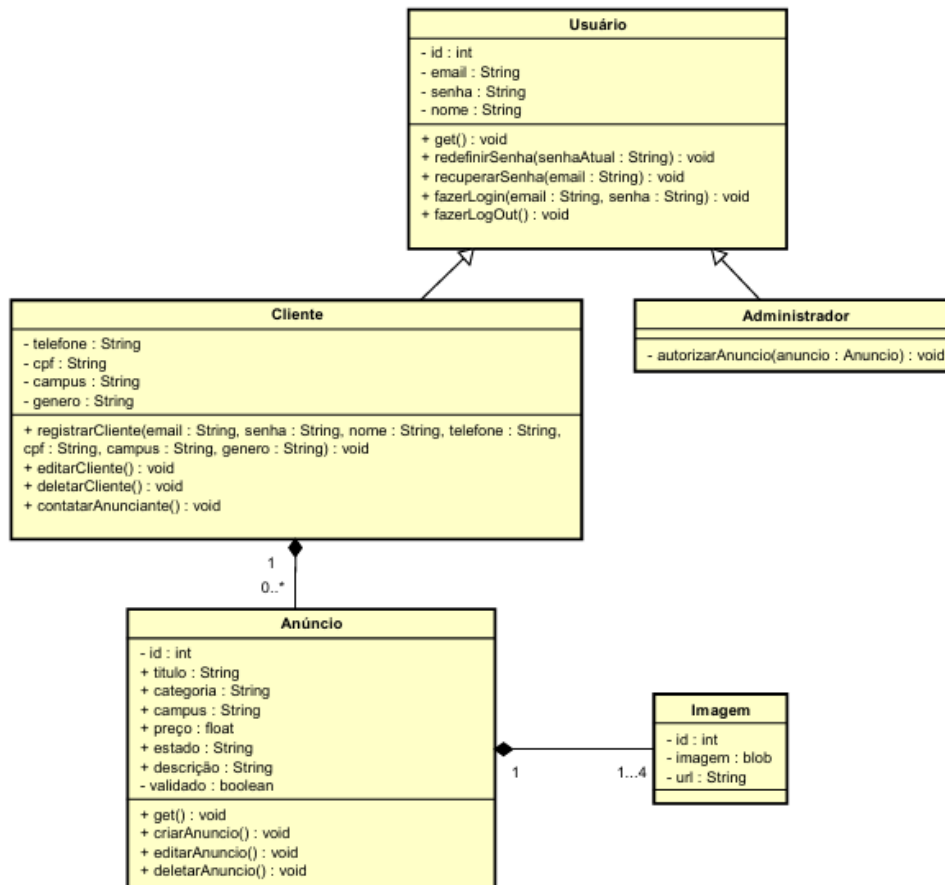 Usuário
- id : int
- email : String
- senha : String
- nome : String
+ get() : void
+ redefinirSenha(senhaAtual : String) : void
+ recuperarSenha(email : String) : void
+ fazerLogin(email : String, senha : String) : void
+ fazerLogOut() : void
Cliente
- telefone : String
- cpf : String
- campus : String
- genero : String
+ registrarCliente(email : String, senha : String, nome : String, telefone : String,
cpf : String, campus : String, genero : String) : void
+ editarCliente() : void
+ deletarCliente() : void
+ contatarAnunciante() : void
Administrador
- autorizarAnuncio(anuncio : Anuncio) : void
1
0..*
Anúncio
- id : int
+ titulo : String
+ categoria : String
+ campus : String
+ preço : float
+ estado : String
+ descrição : String
- validado : boolean
+ get() : void
+ criarAnuncio() : void
+ editarAnuncio() : void
+ deletarAnuncio() : void
1
1...4
Imagem
- id : int
- imagem : blob
- url : String